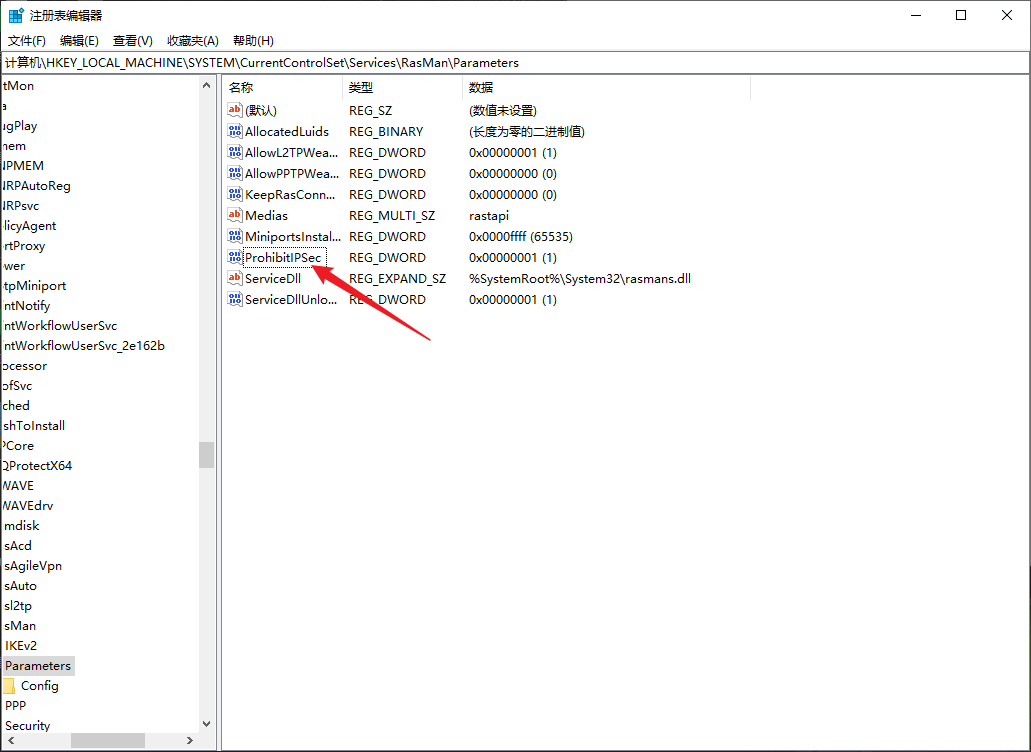 注册表编辑器
文件(F) 编辑(E) 查看(V) 收藏夹(A) 帮助(H)
计算机\HKEY_LOCAL_MACHINE\SYSTEM\CurrentControlSet\Services\RasMan\Parameters
tMon
a
ugPlay
nem
IPMEM
IRPAutoReg
IRPsvc
licyAgent
ortProxy
ower
tpMiniport
ntNotify
ntWorkflowUserSvc
ntWorkflowUserSvc_2e162b
ocessor
ofSvc
ched
shToInstall
PCore
QProtectX64
WAVE
WAVEdrv
mdisk
sAcd
sAgileVpn
sAuto
sl2tp
sMan
IKEv2
Parameters
Config
PPP
Security
名称 类型 数据
(默认) REG_SZ (数值未设置)
AllocatedLuids REG_BINARY (长度为零的二进制值)
AllowL2TPWea... REG_DWORD 0x00000001 (1)
AllowPPTPWea... REG_DWORD 0x00000000 (0)
KeepRasConn... REG_DWORD 0x00000000 (0)
Medias REG_MULTI_SZ rastapi
MiniportsInstal... REG_DWORD 0x0000ffff (65535)
ProhibitIPSec REG_DWORD 0x00000001 (1)
ServiceDll REG_EXPAND_SZ %SystemRoot%\System32\rasmans.dll
ServiceDllUnlo... REG_DWORD 0x00000001 (1)